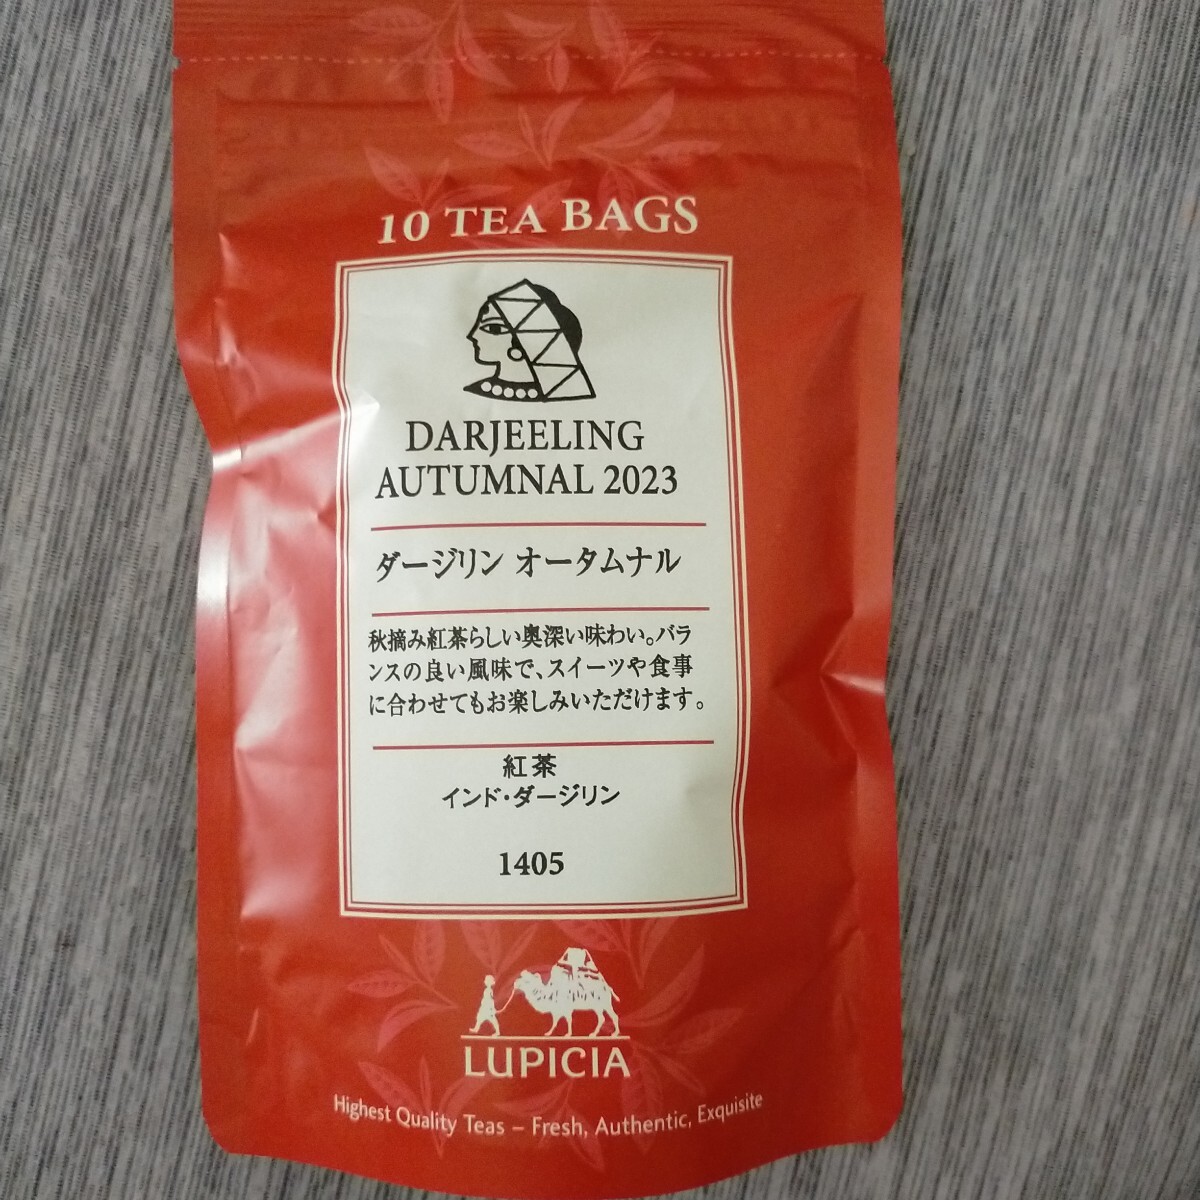 10 TEA BAGS
DARJEELING
AUTUMNAL 2023
ダージリン オータムナル
秋摘み紅茶らしい奥深い味わい。バラ
ンスの良い風味で、スイーツや食事
に合わせてもお楽しみいただけます。
紅茶
インド・ダージリン
1405
LUPICIA
Highest Quality Teas – Fresh, Authentic, Exquisite